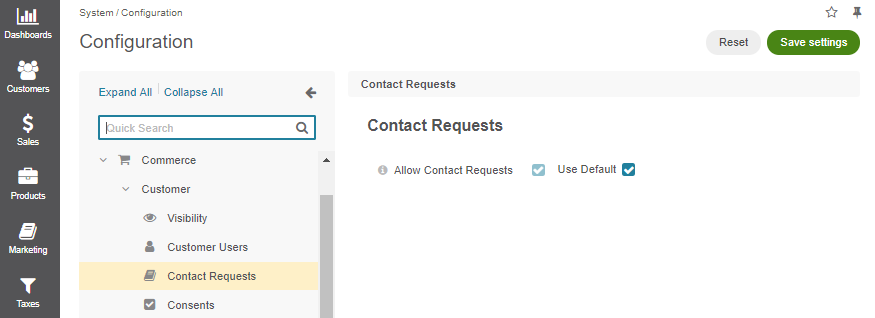 Dashboards
Customers
Sales
Products
Marketing
Taxes
System / Configuration
Configuration
Reset
Save settings
Expand All
Collapse All
Quick Search
Commerce
Customer
Visibility
Customer Users
Contact Requests
Consents
Contact Requests
Contact Requests
Allow Contact Requests
Use Default